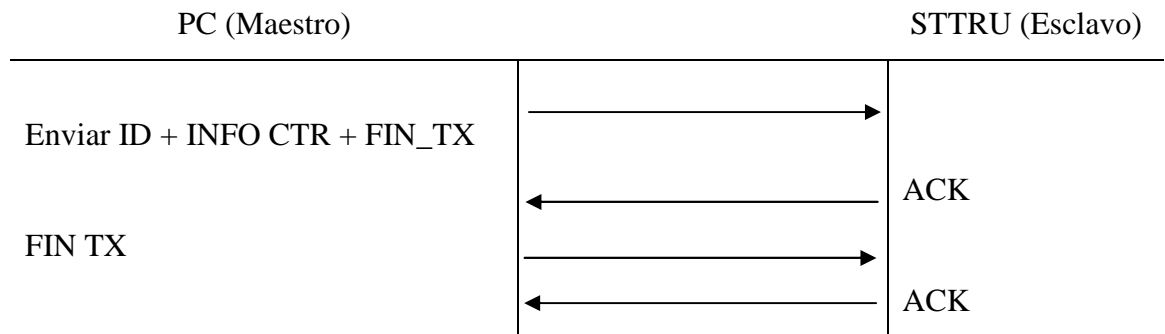 PC (Maestro) STTRU (Esclavo)
Enviar ID + INFO CTR + FIN_TX
ACK
FIN TX
ACK